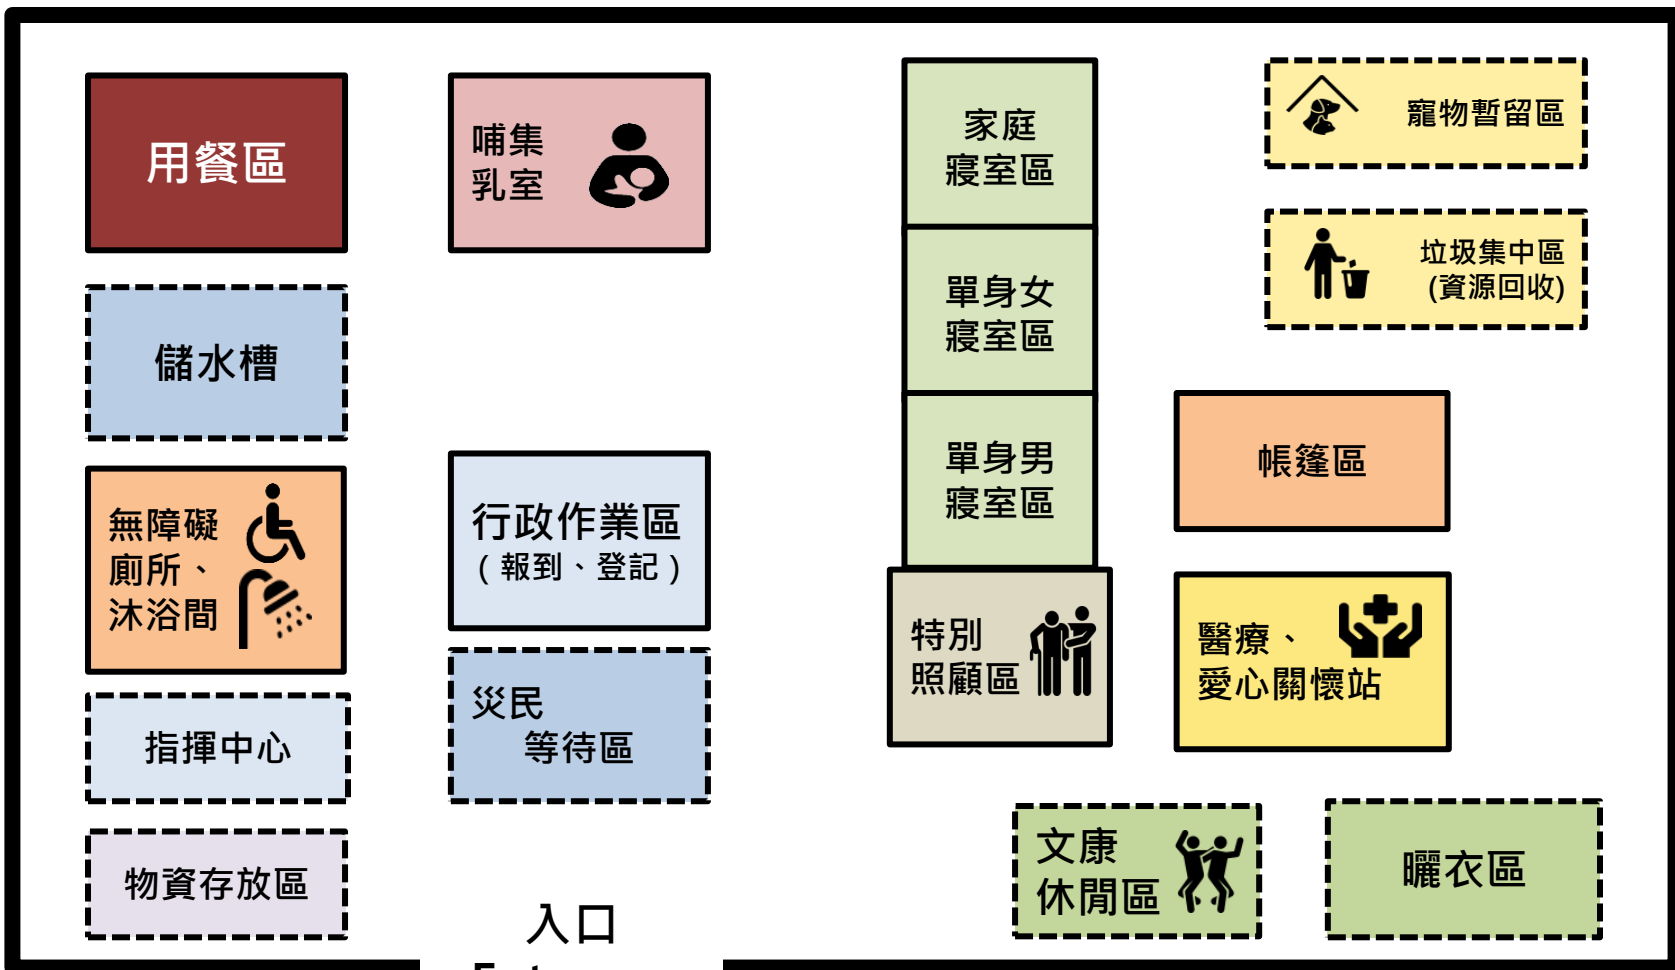 用餐區
哺集
乳室
家庭
寢室區
寵物暫留區
垃圾集中區
(資源回收)
儲水槽
單身女
寢室區
單身男
寢室區
帳篷區
無障礙
廁所、
沐浴間
行政作業區
（報到、登記）
特別
照顧區
醫療、
愛心關懷站
指揮中心
災民
等待區
物資存放區
文康
休閒區
曬衣區
入口